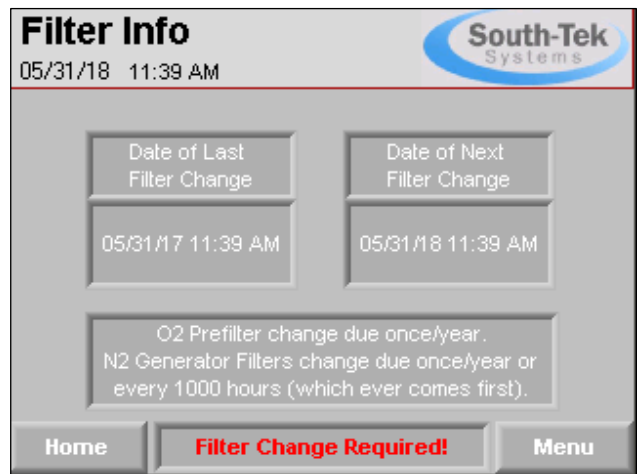 Filter Info
South-Tek
Systems
05/31/18 11:39 AM
Date of Last
Filter Change
Date of Next
Filter Change
05/31/17 11:39 AM
05/31/18 11:39 AM
O2 Prefilter change due once/year.
N2 Generator Filters change due once/year or
every 1000 hours (which ever comes first).
Home
Filter Change Required!
Menu